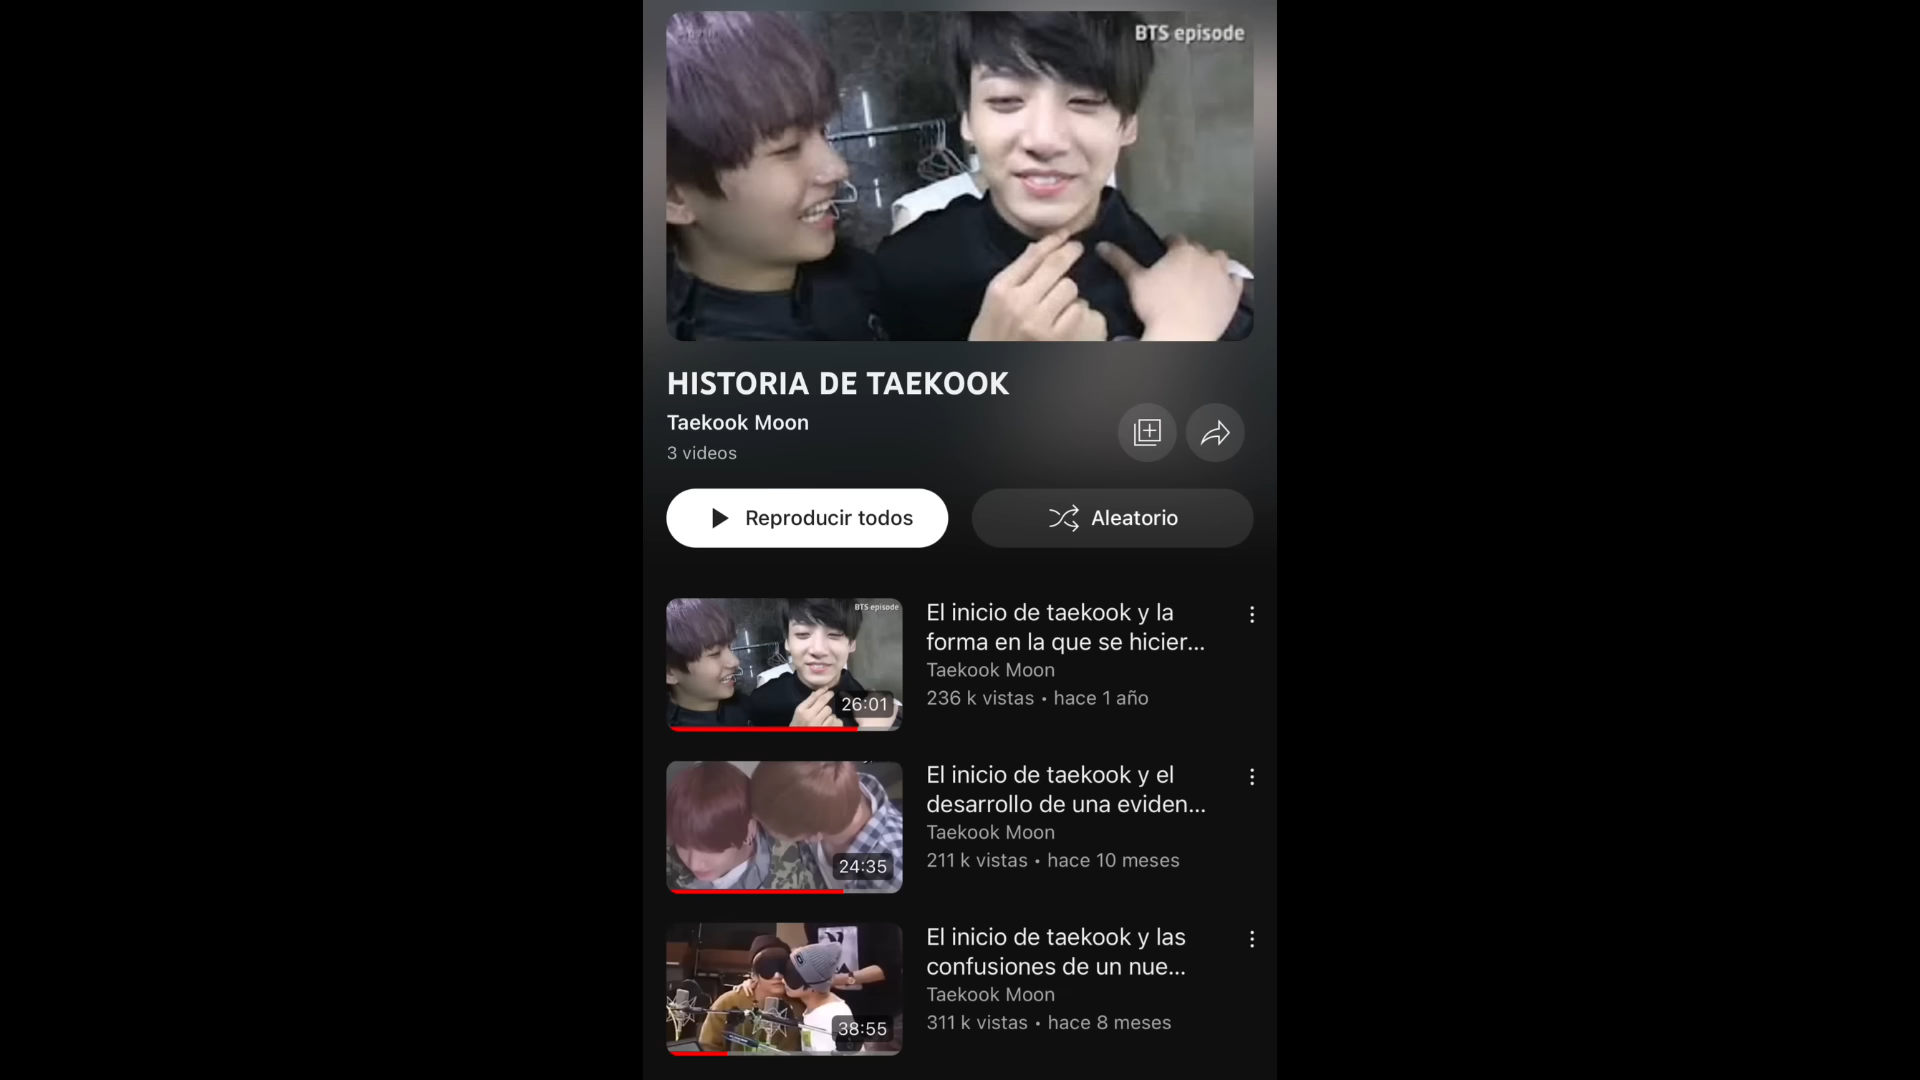 BTS episode
HISTORIA DE TAEKOOK
Taekook Moon
3 videos
Reproducir todos
Aleatorio
BTS episode
26:01
El inicio de taekook y la
forma en la que se hicier...
Taekook Moon
236 k vistas • hace 1 año
24:35
El inicio de taekook y el
desarrollo de una eviden...
Taekook Moon
211 k vistas • hace 10 meses
38:55
El inicio de taekook y las
confusiones de un nue...
Taekook Moon
311 k vistas • hace 8 meses